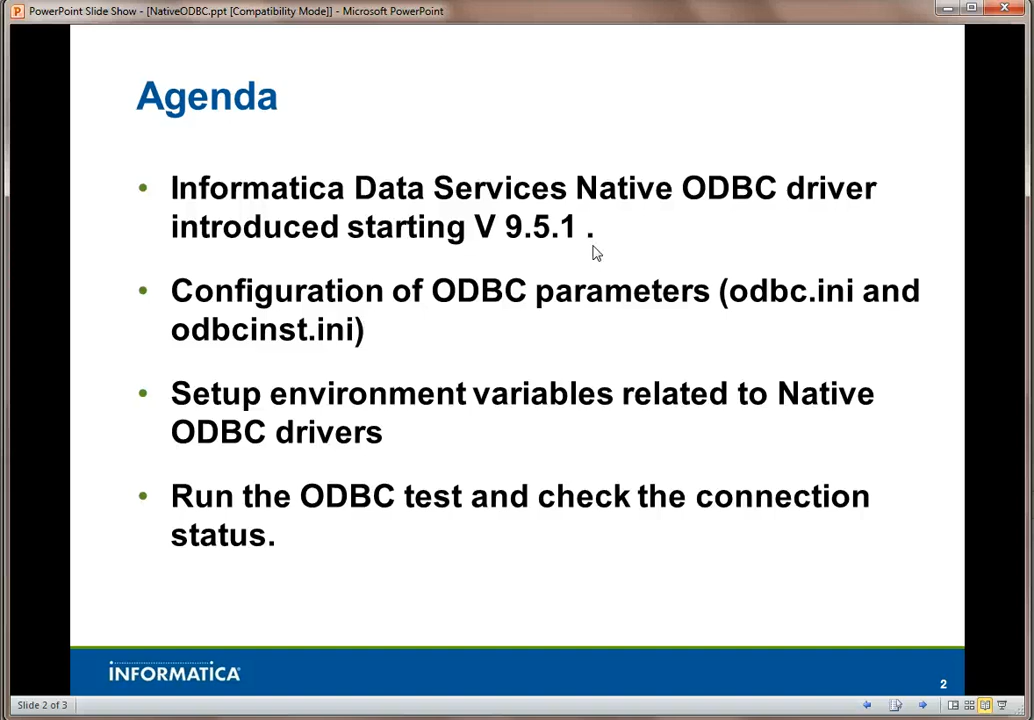 PowerPoint Slide Show - [NativeODBC.ppt [Compatibility Mode]] - Microsoft PowerPoint
Agenda
• Informatica Data Services Native ODBC driver
introduced starting V 9.5.1 .
• Configuration of ODBC parameters (odbc.ini and
odbcinst.ini)
• Setup environment variables related to Native
ODBC drivers
• Run the ODBC test and check the connection
status.
INFORMATICA
2
Slide 2 of 3